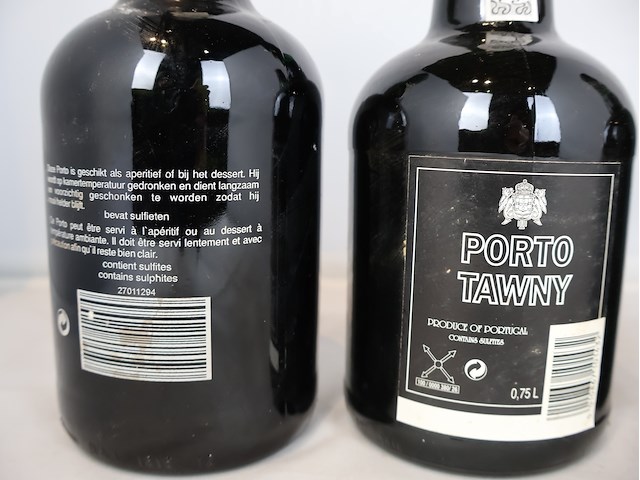 Deze Porto is geschikt als aperitief of bij het dessert. Hij
wordt op kamertemperatuur gedronken en dient langzaam
en voorzichtig geschonken te worden zodat hij
mooi helder blijft.
bevat sulfieten
Ce Porto peut être servi à l'apéritif ou au dessert à
température ambiante. Il doit être servi lentement et avec
précaution afin qu'il reste bien clair.
contient sulfites
contains sulphites
27011294
PORTO
TAWNY
PRODUCE OF PORTUGAL
CONTAINS SULFITES
0,75 L